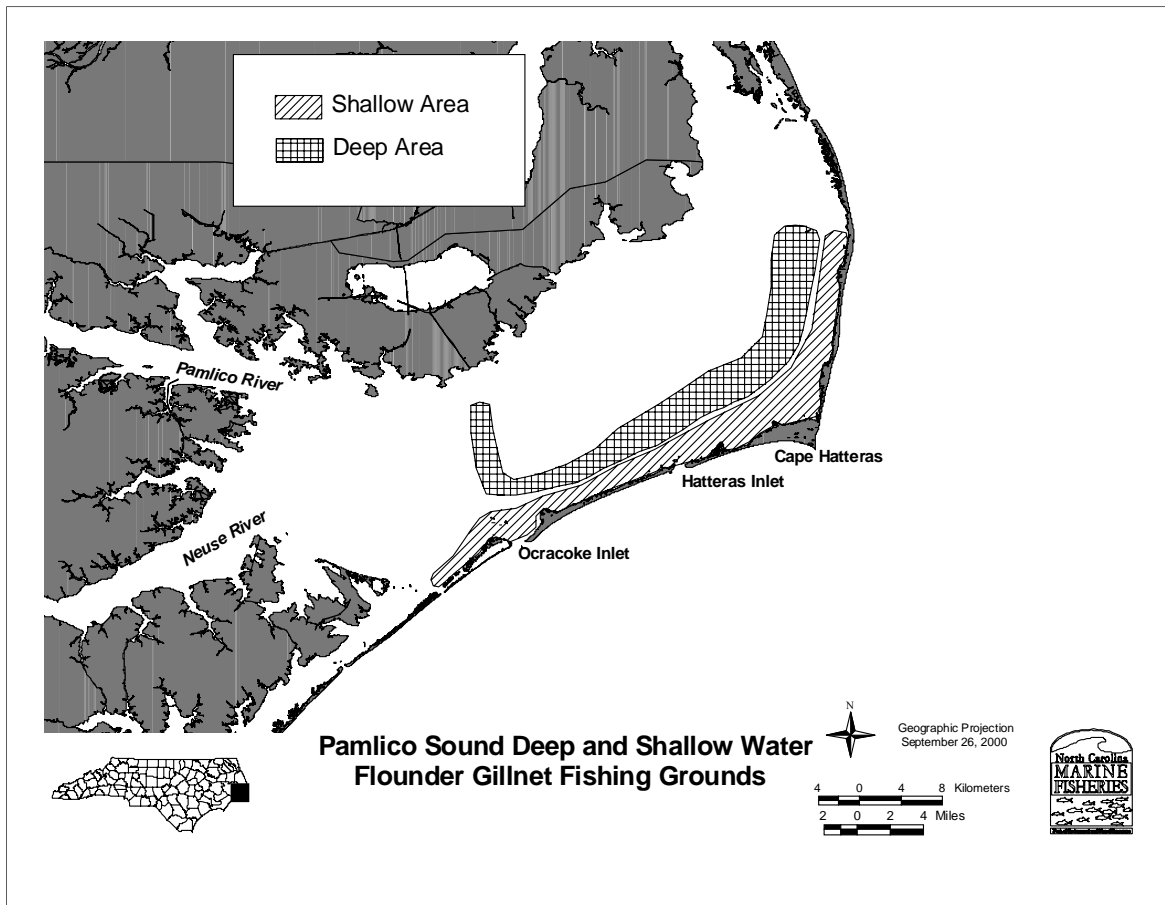 Shallow Area
Deep Area
Pamlico River
Neuse River
Cape Hatteras
Hatteras Inlet
Ocracoke Inlet
Pamlico Sound Deep and Shallow Water
Flounder Gillnet Fishing Grounds
N
Geographic Projection
September 26, 2000
4 0 4 8 Kilometers
2 0 2 4 Miles
North Carolina
MARINE
FISHERIES